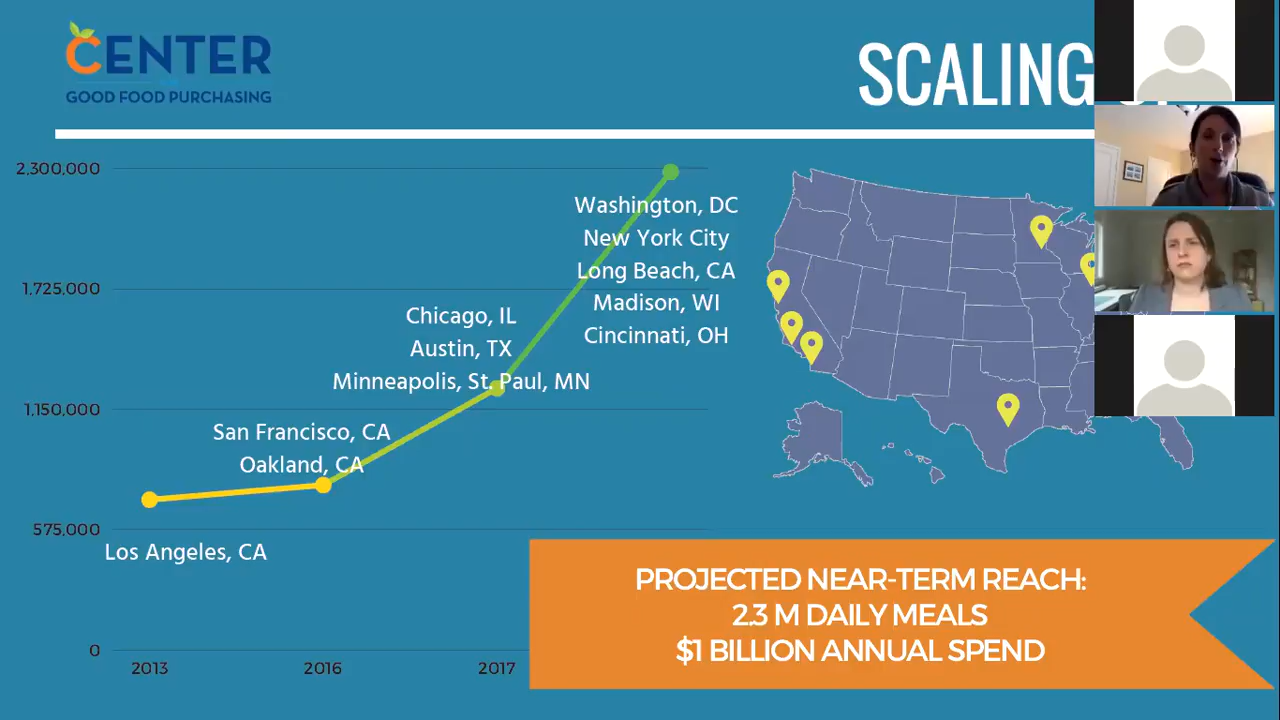 CENTER
GOOD FOOD PURCHASING
SCALING
2,300,000
1,725,000
1,150,000
575,000
0
Washington, DC
New York City
Long Beach, CA
Madison, WI
Cincinnati, OH
Chicago, IL
Austin, TX
Minneapolis, St. Paul, MN
San Francisco, CA
Oakland, CA
Los Angeles, CA
2013
2016
2017
PROJECTED NEAR-TERM REACH:
2.3 M DAILY MEALS
$1 BILLION ANNUAL SPEND